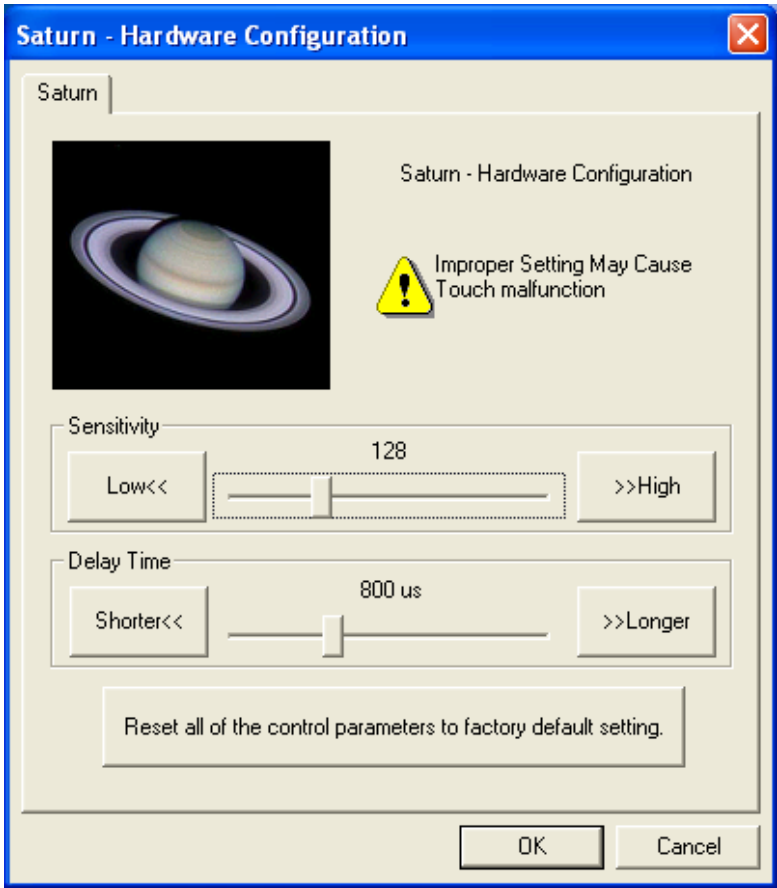 Saturn - Hardware Configuration
Saturn
Saturn - Hardware Configuration
Improper Setting May Cause
Touch malfunction
Sensitivity
128
Low<<
>>High
Delay Time
800 us
Shorter<<
>>Longer
Reset all of the control parameters to factory default setting.
OK
Cancel